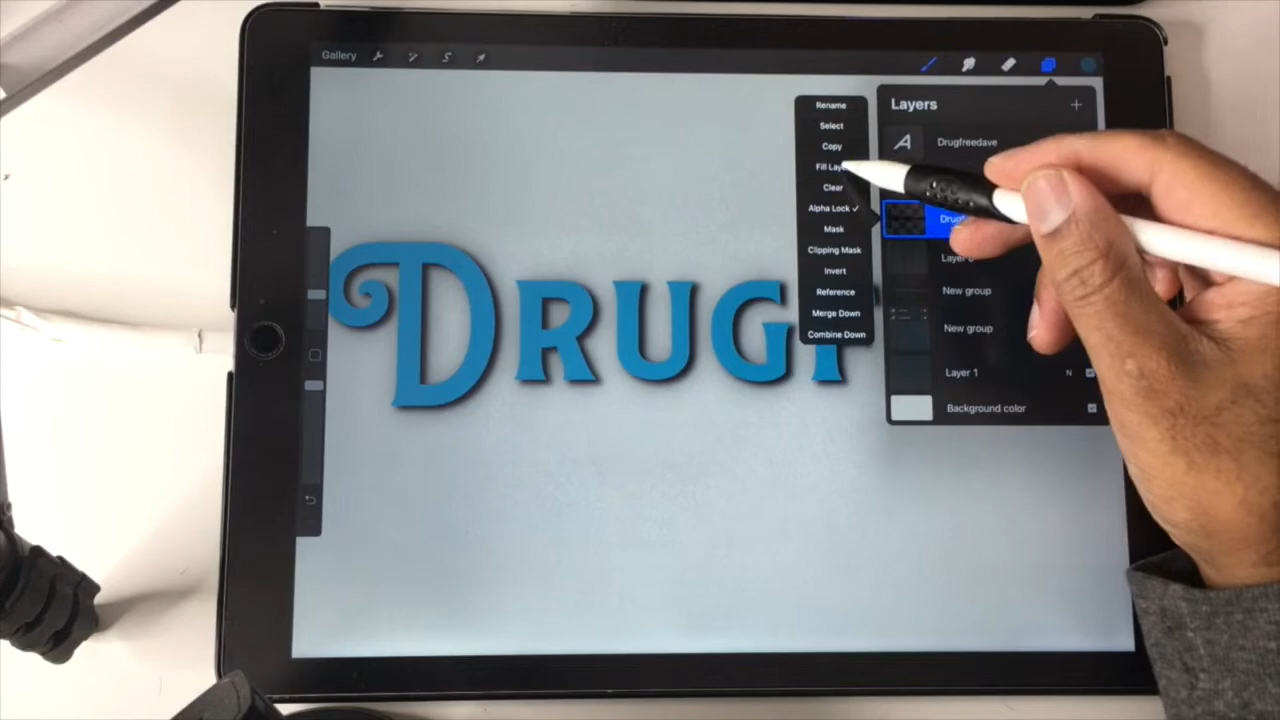 Gallery
Layers
Rename
Select
Copy
Fill
Clear
Alpha Lock ✓
Mask
Clipping Mask
Invert
Reference
Merge Down
Combine Down
A
Drugfreedave
New group
New group
Layer 1 N
Background color
DRUG